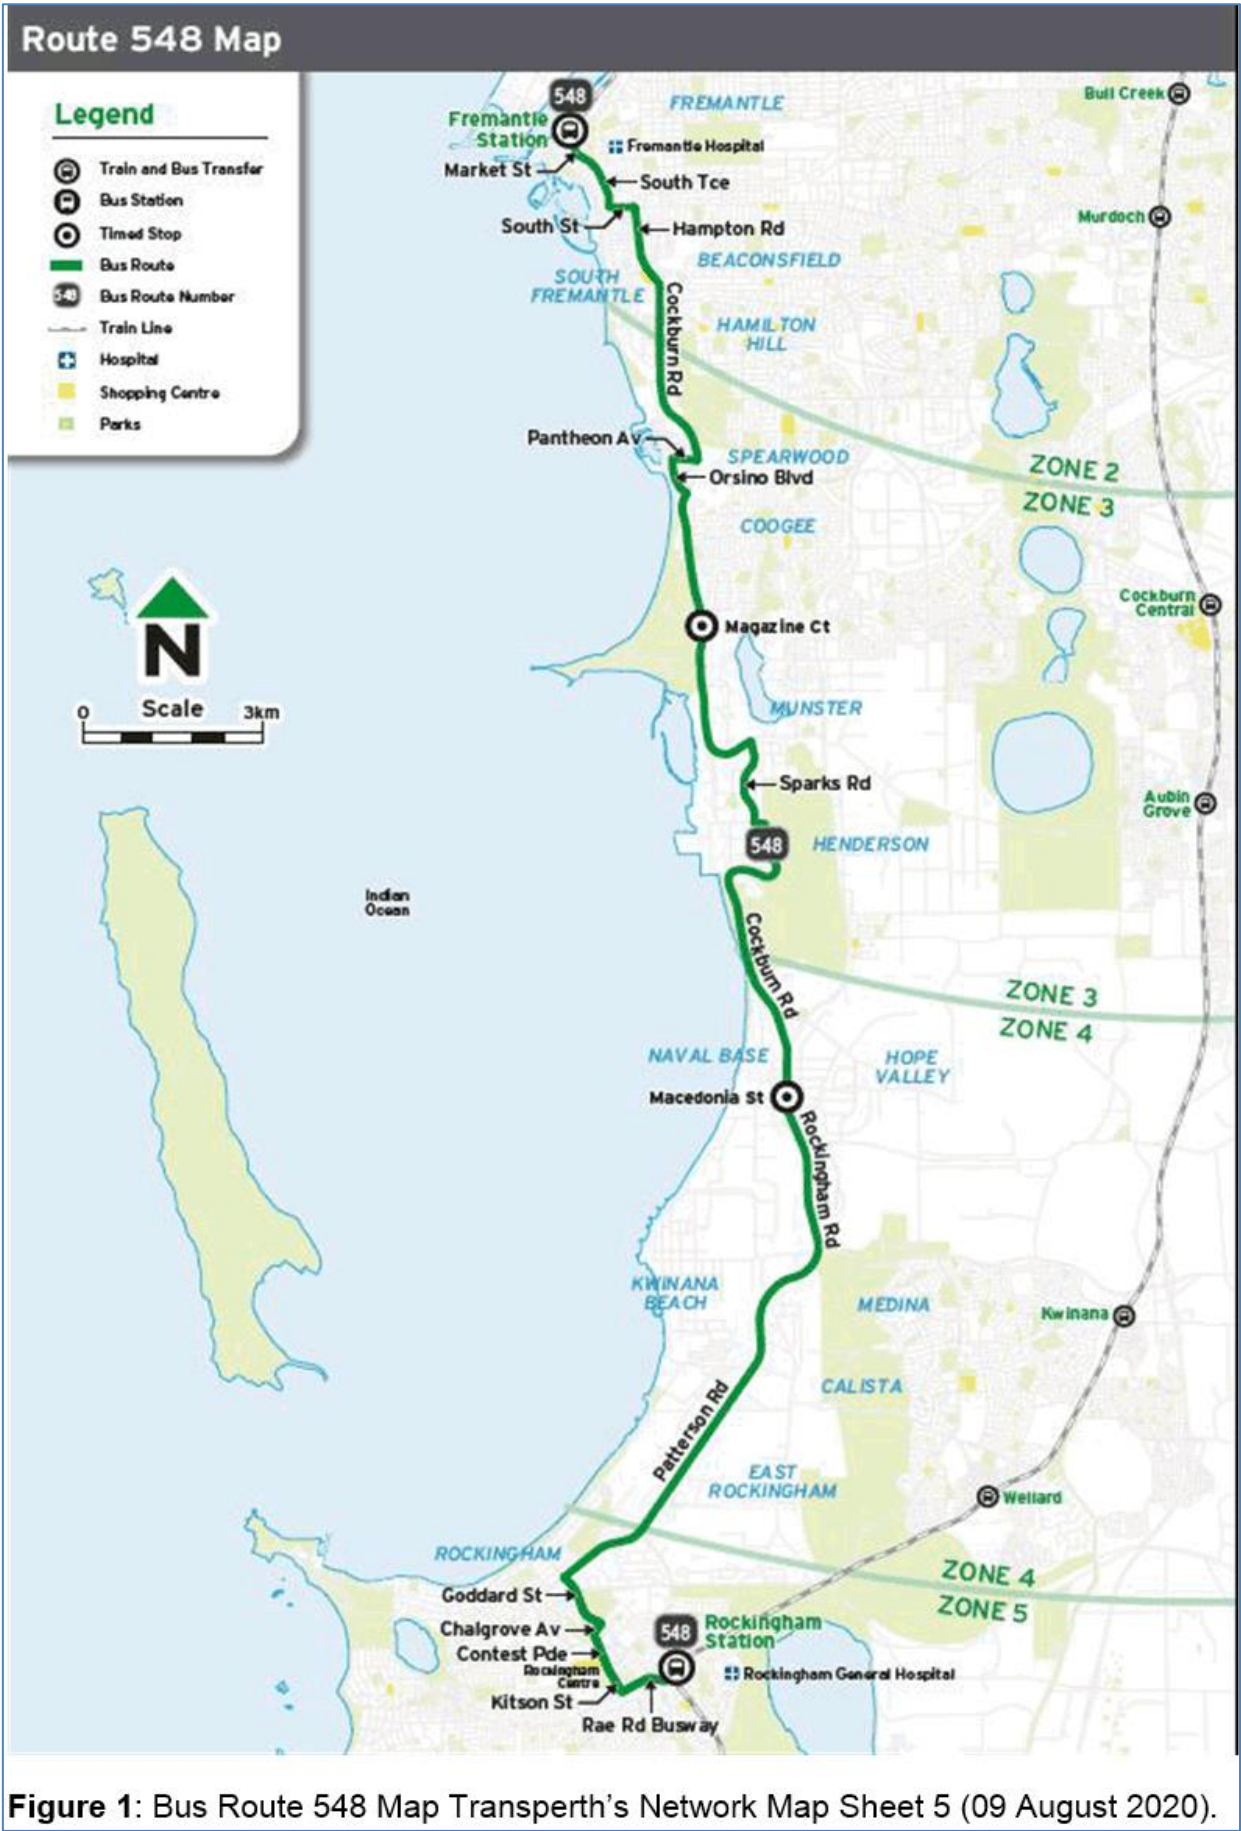 Route 548 Map
Legend
Train and Bus Transfer
Bus Station
Timed Stop
Bus Route
548
Bus Route Number
Train Line
Hospital
Shopping Centre
Parks
548
Fremantle
Station
FREMANTLE
Bull Creek
Fremantle Hospital
Market St
South Tce
Murdoch
South St
Hampton Rd
BEACONSFIELD
SOUTH
FREMANTLE
Cockburn Rd
HAMILTON
HILL
Pantheon Av
SPEARWOOD
ZONE 2
Orsino Blvd
ZONE 3
COOGEE
N
Cockburn
Central
Magazine Ct
0
Scale
3km
MUNSTER
Sparks Rd
Aubin
Grove
548
HENDERSON
Indian
Ocean
Cockburn Rd
ZONE 3
ZONE 4
NAVAL BASE
HOPE
VALLEY
Macedonia St
Rockingham Rd
KWINANA
BEACH
MEDINA
Kwinana
CALISTA
Patterson Rd
EAST
ROCKINGHAM
Wellard
ROCKINGHAM
ZONE 4
ZONE 5
Goddard St
Chalgrove Av
548
Rockingham
Station
Contest Pde
Rockingham
Centre
Rockingham General Hospital
Kitson St
Rae Rd Busway
Figure 1: Bus Route 548 Map Transperth's Network Map Sheet 5 (09 August 2020).